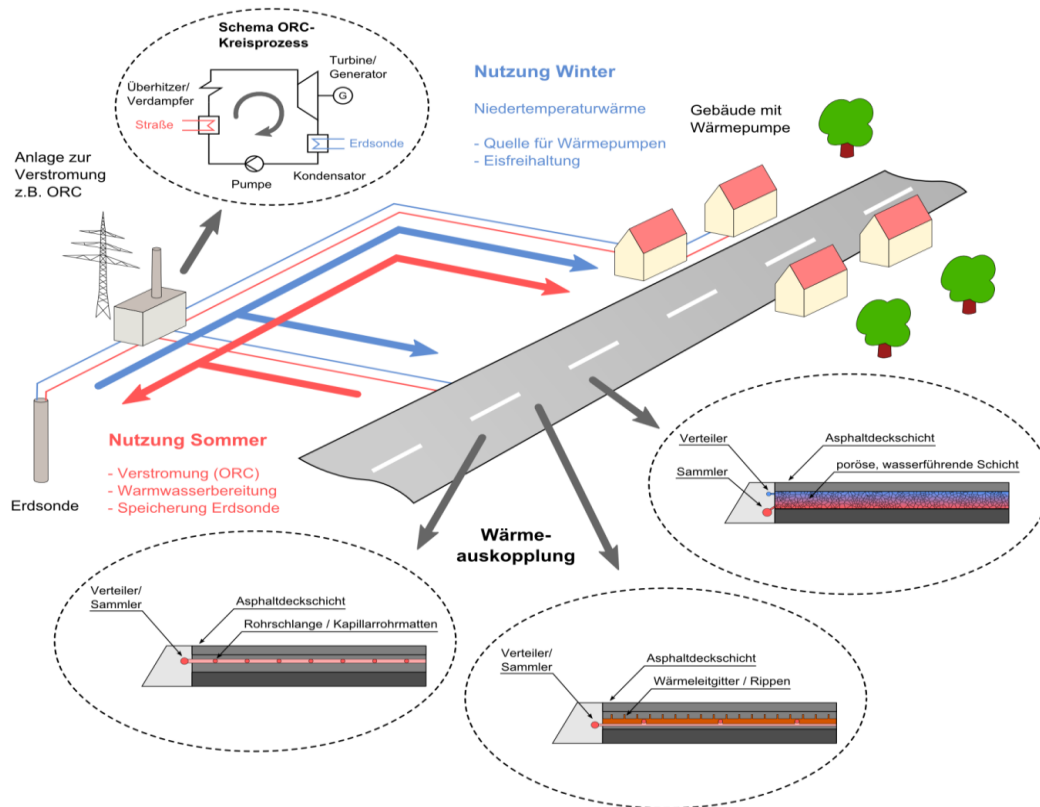 Schema ORC-
Kreisprozess
Turbine/
Generator
Überhitzer/
Verdampfer
G
Straße
Erdsonde
Pumpe
Kondensator
Anlage zur
Verstromung
z.B. ORC
Nutzung Winter
Niedertemperaturwärme
- Quelle für Wärmepumpen
- Eisfreihaltung
Gebäude mit
Wärmepumpe
Erdsonde
Nutzung Sommer
- Verstromung (ORC)
- Warmwasserbereitung
- Speicherung Erdsonde
Wärme-
auskopplung
Verteiler
Sammler
Asphaltdeckschicht
poröse, wasserführende Schicht
Verteiler/
Sammler
Asphaltdeckschicht
Rohrschlange / Kapillarrohrmatten
Verteiler/
Sammler
Asphaltdeckschicht
Wärmeleitgitter / Rippen